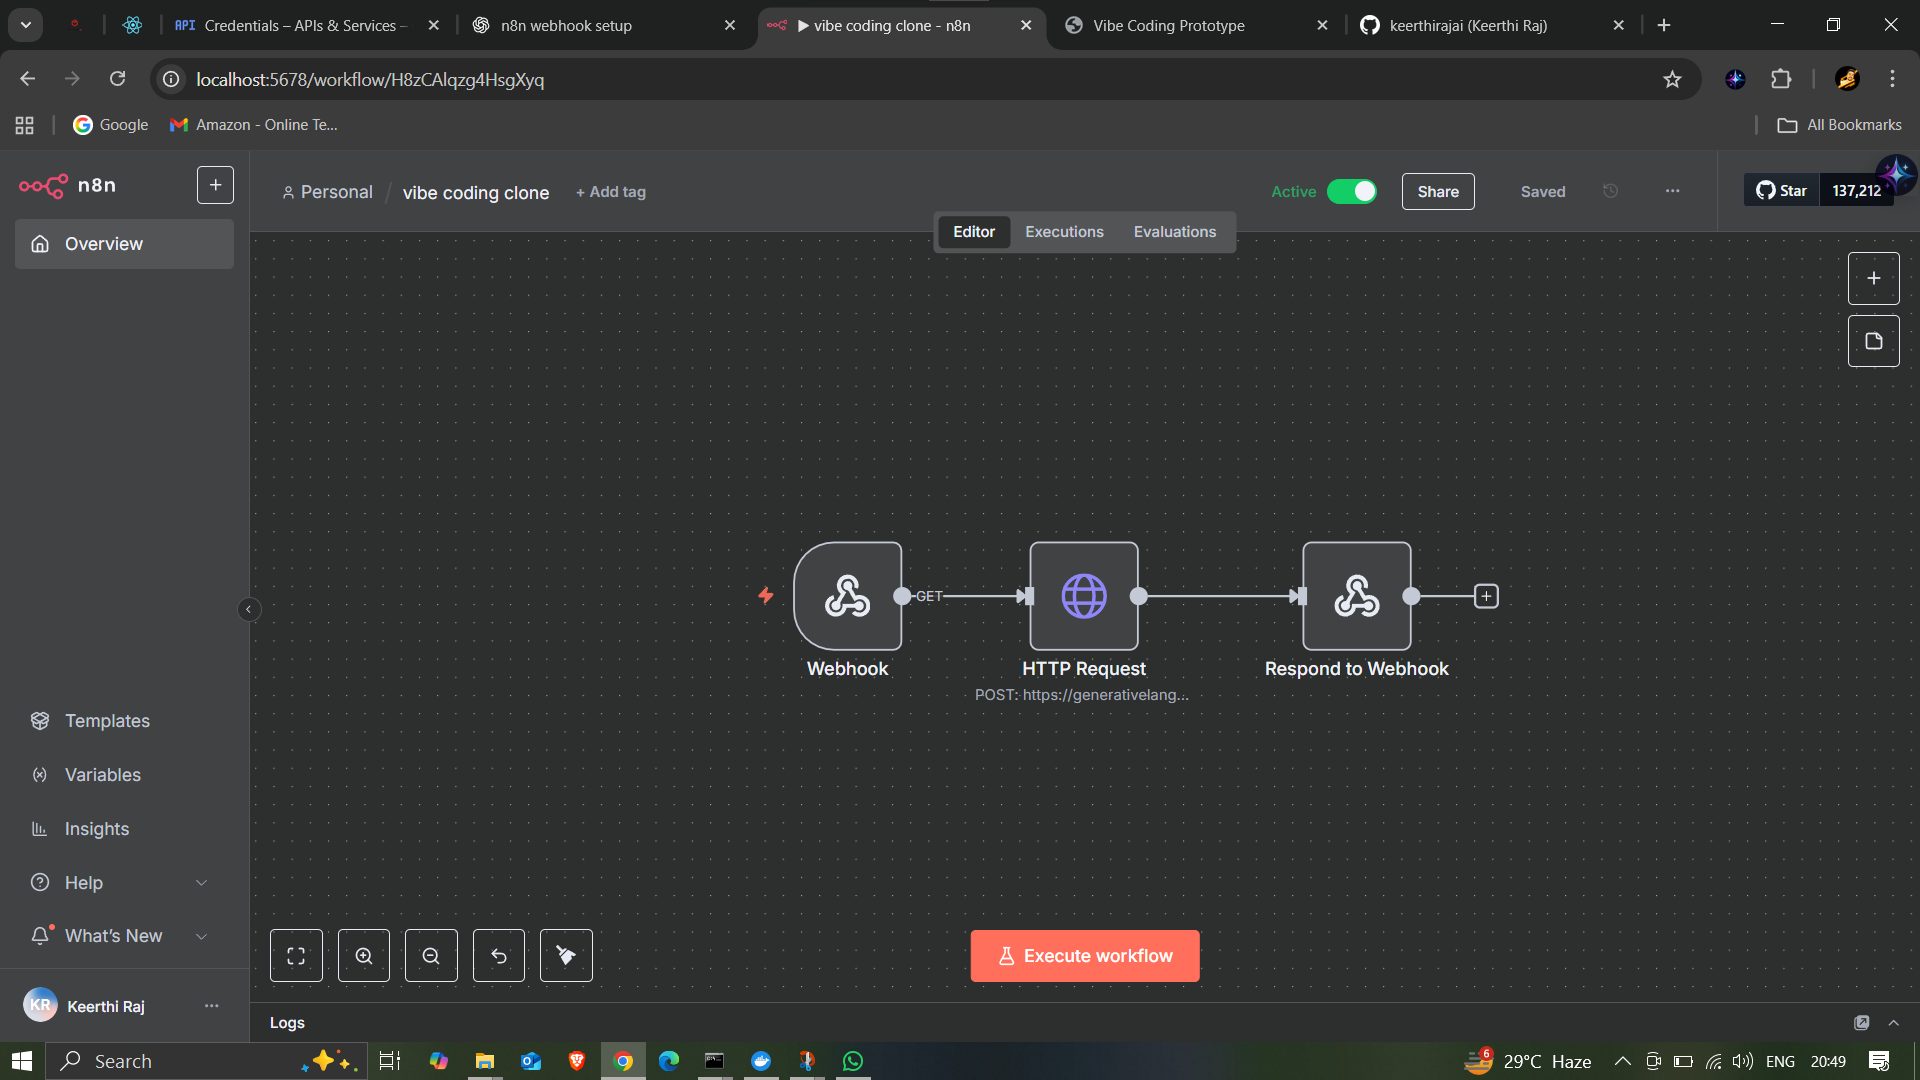 API Credentials – APIs & Services –
n8n webhook setup
▶ vibe coding clone - n8n
Vibe Coding Prototype
keerthirajai (Keerthi Raj)
localhost:5678/workflow/H8zCAlqzg4HsgXyq
Google
Amazon - Online Te...
All Bookmarks
n8n
Personal / vibe coding clone
+ Add tag
Active
Share
Saved
Star
137,212
Overview
Editor
Executions
Evaluations
GET
Webhook
HTTP Request
Respond to Webhook
POST: https://generativelang...
Templates
Variables
Insights
Help
What's New
Execute workflow
KR
Keerthi Raj
Logs
Search
6
29°C Haze
ENG
20:49